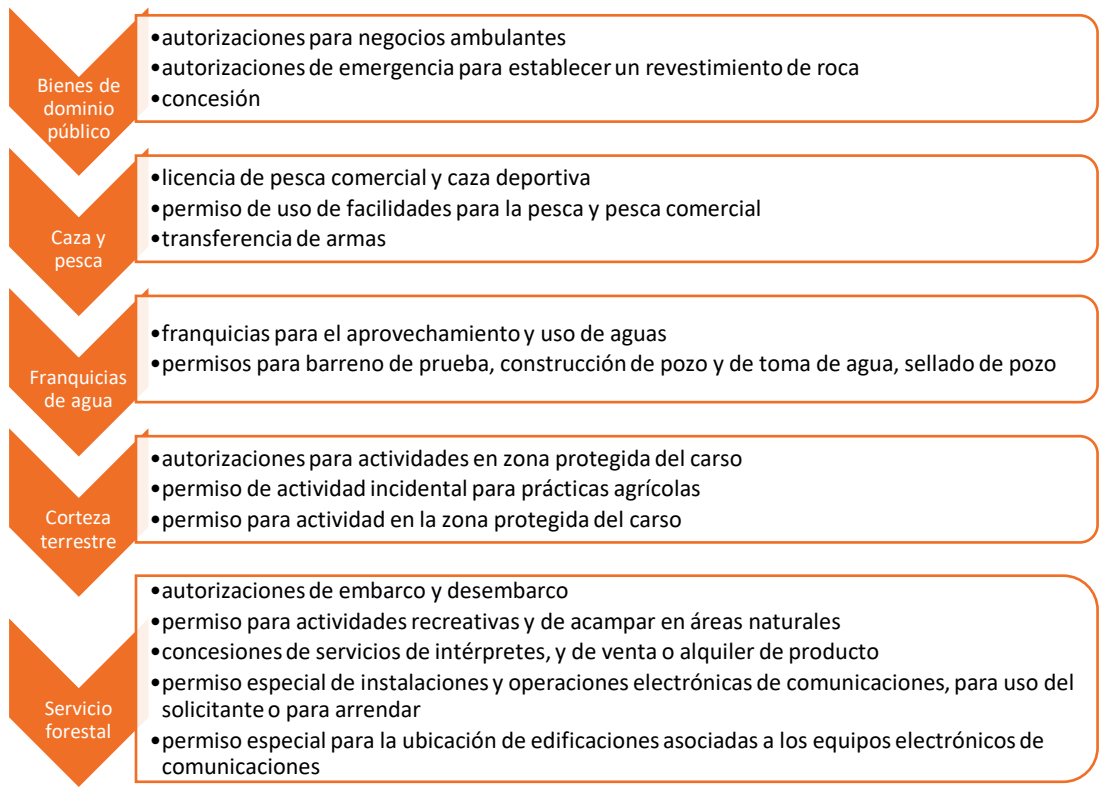 Bienes de
dominio
público
•autorizaciones para negocios ambulantes
•autorizaciones de emergencia para establecer un revestimiento de roca
•concesión
Caza y
pesca
•licencia de pesca comercial y caza deportiva
•permiso de uso de facilidades para la pesca y pesca comercial
•transferencia de armas
Franquicias
de agua
•franquicias para el aprovechamiento y uso de aguas
•permisos para barreno de prueba, construcción de pozo y de toma de agua, sellado de pozo
Corteza
terrestre
•autorizaciones para actividades en zona protegida del carso
•permiso de actividad incidental para prácticas agrícolas
•permiso para actividad en la zona protegida del carso
Servicio
forestal
•autorizaciones de embarco y desembarco
•permiso para actividades recreativas y de acampar en áreas naturales
•concesiones de servicios de intérpretes, y de venta o alquiler de producto
•permiso especial de instalaciones y operaciones electrónicas de comunicaciones, para uso del
solicitante o para arrendar
•permiso especial para la ubicación de edificaciones asociadas a los equipos electrónicos de
comunicaciones